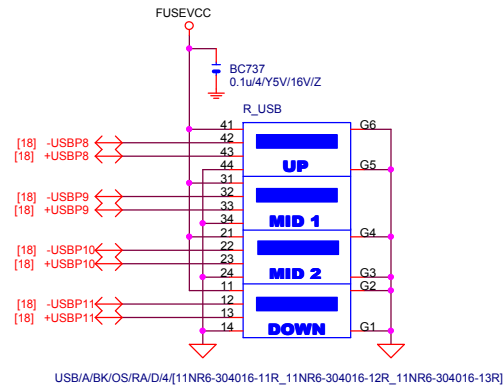 FUSEVCC
BC737
0.1u/4/Y5V/16V/Z
R_USB
41 G6
[18] -USBP8 42
[18] +USBP8 43
44 G5
UP
31
[18] -USBP9 32
[18] +USBP9 33
34
MID 1
21 G4
[18] -USBP10 22
[18] +USBP10 23
24 G3
MID 2
11 G2
[18] -USBP11 12
[18] +USBP11 13
14 G1
DOWN
USB/A/BK/OS/RA/D/4/[11NR6-304016-11R_11NR6-304016-12R_11NR6-304016-13R]